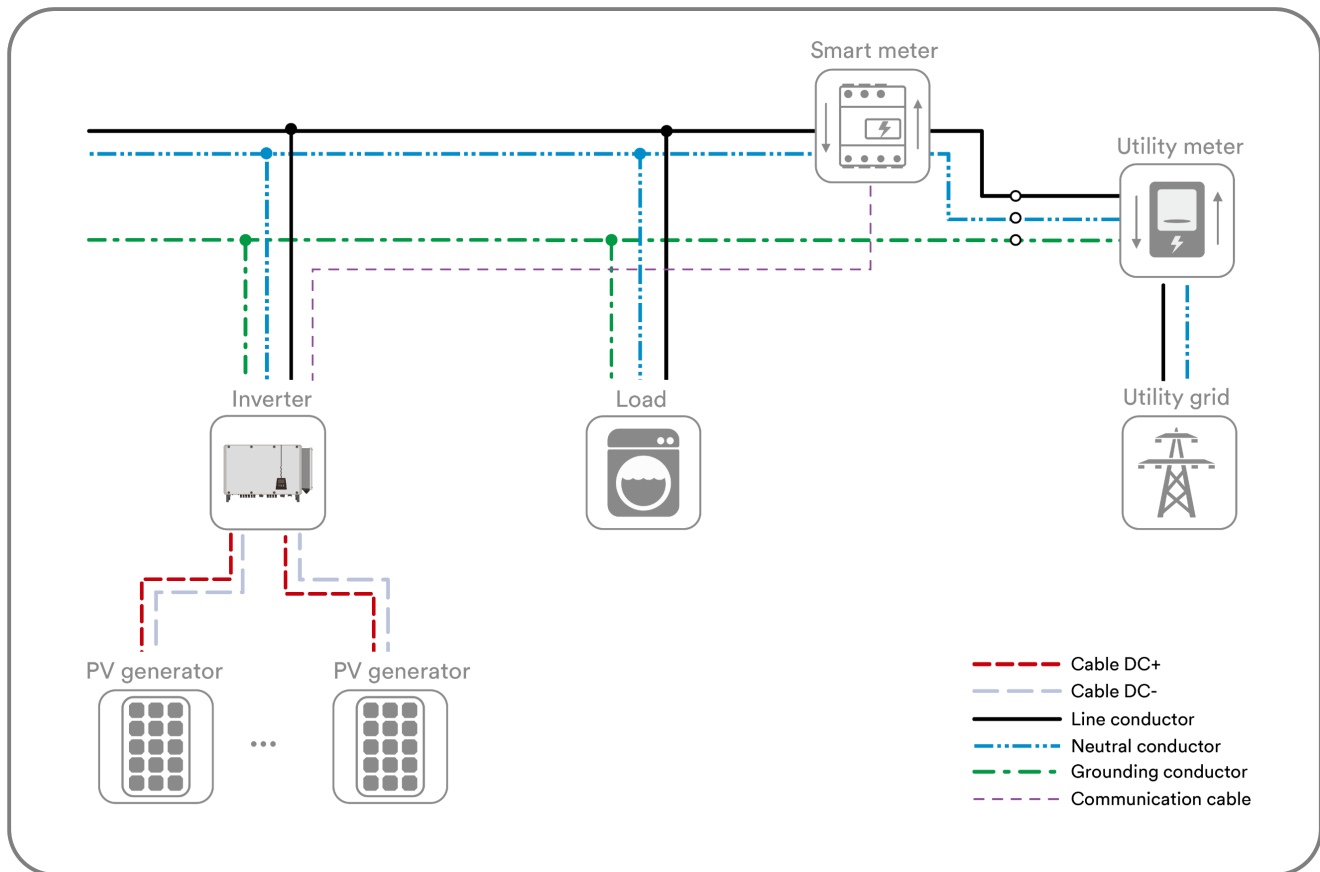 Smart meter
Utility meter
Inverter
Load
Utility grid
PV generator
PV generator
Cable DC+
Cable DC-
Line conductor
Neutral conductor
Grounding conductor
Communication cable